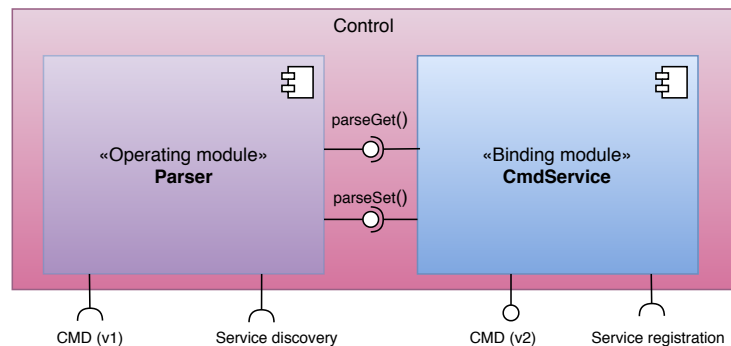 Control
parseGet()
«Operating module»
Parser
«Binding module»
CmdService
parseSet()
CMD (v1)
Service discovery
CMD (v2)
Service registration